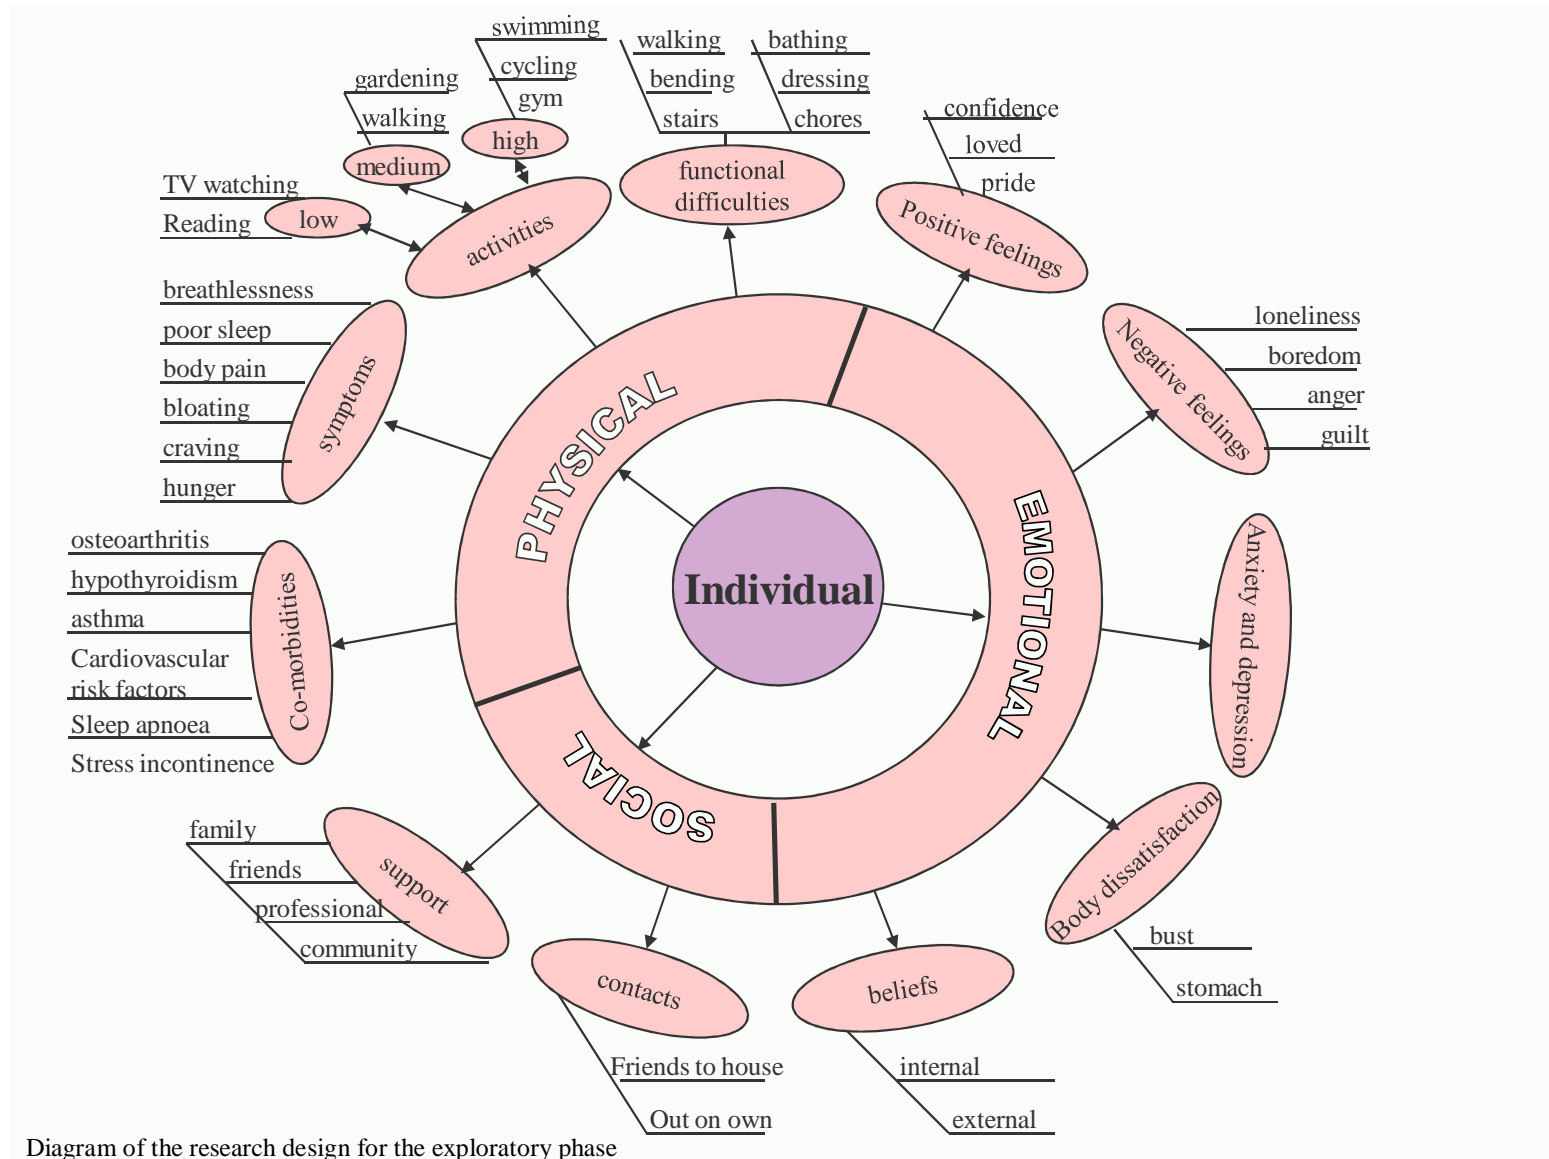 swimming
cycling
gym
high
gardening
walking
medium
TV watching
Reading
low
activities
walking
bending
stairs
bathing
dressing
chores
functional
difficulties
confidence
loved
pride
Positive feelings
loneliness
boredom
anger
guilt
Negative feelings
breathlessness
poor sleep
body pain
bloating
craving
hunger
symptoms
PHYSICAL
EMOTIONAL
SOCIAL
Individual
Anxiety and depression
osteoarthritis
hypothyroidism
asthma
Cardiovascular
risk factors
Sleep apnoea
Stress incontinence
Co-morbidities
family
friends
professional
community
support
Body dissatisfaction
bust
stomach
contacts
Friends to house
Out on own
beliefs
internal
external
Diagram of the research design for the exploratory phase